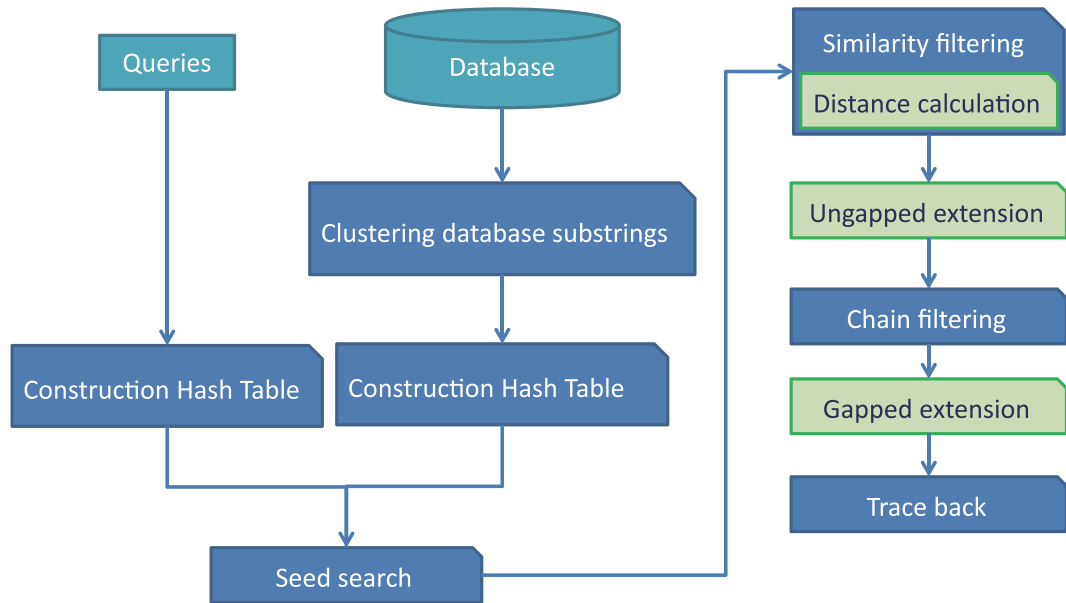 Queries
Database
Clustering database substrings
Construction Hash Table
Construction Hash Table
Seed search
Similarity filtering
Distance calculation
Ungapped extension
Chain filtering
Gapped extension
Trace back